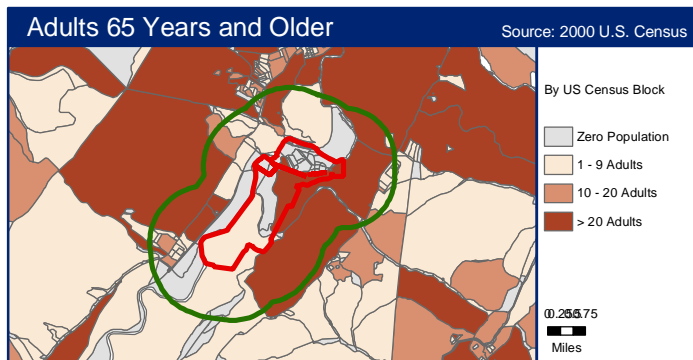 Adults 65 Years and Older
Source: 2000 U.S. Census
By US Census Block
Zero Population
1 - 9 Adults
10 - 20 Adults
> 20 Adults
Miles